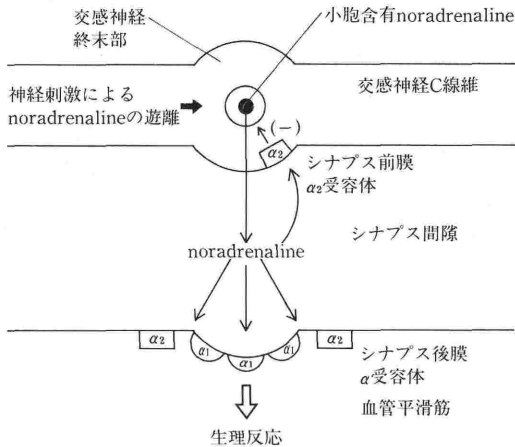 交感神経
終末部
小胞含有noradrenaline
神経刺激による
noradrenalineの遊離
交感神経C線維
(−)
α2
シナプス前膜
α2受容体
シナプス間隙
noradrenaline
α2
α1
α1
α1
α2
シナプス後膜
α受容体
血管平滑筋
生理反応